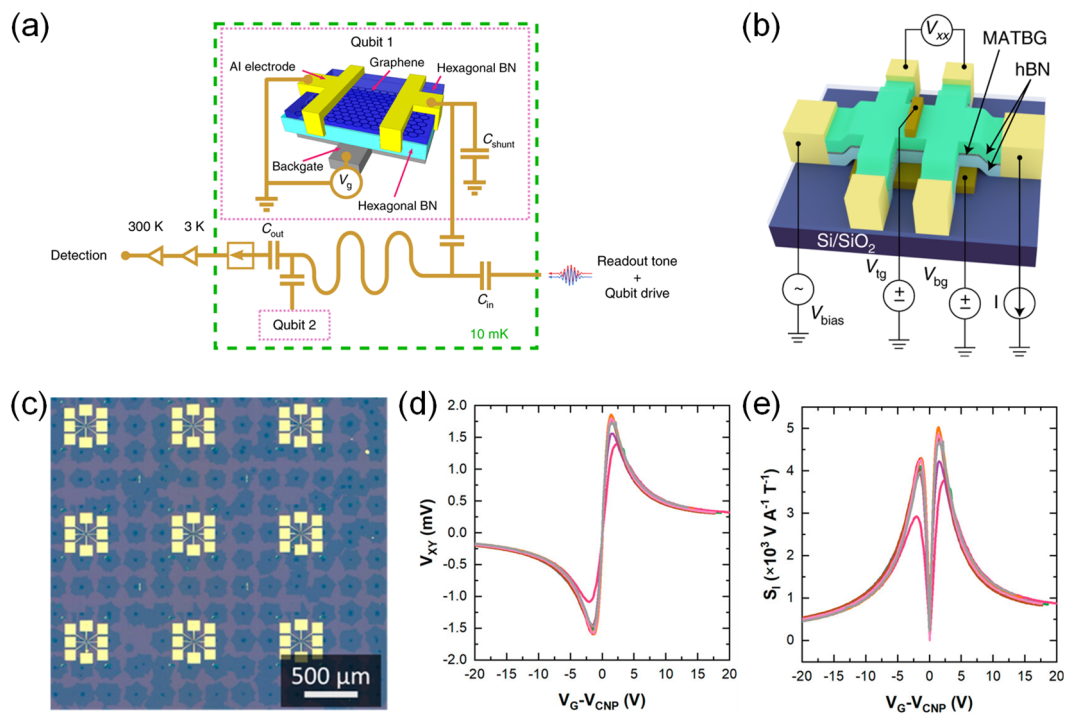 (a)
Qubit 1
Graphene
Al electrode
Hexagonal BN
C_shunt
Backgate
V_g
Hexagonal BN
300 K
3 K
C_out
Detection
C_in
Readout tone
+
Qubit drive
Qubit 2
10 mK
(b)
V_xx
MATBG
hBN
Si/SiO₂
V_tg
V_bg
~
±
±
I
V_bias
(c)
500 µm
(d)
2.0
1.5
1.0
0.5
0.0
-0.5
-1.0
-1.5
-2.0
V_XY (mV)
-20 -15 -10 -5 0 5 10 15 20
V_G-V_CNP (V)
(e)
5
4
3
2
1
0
S_I (×10³ V A⁻¹ T⁻¹)
-20 -15 -10 -5 0 5 10 15 20
V_G-V_CNP (V)